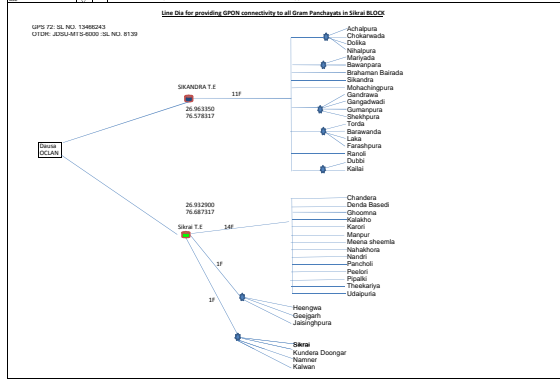 Line Dia for providing GPON connectivity to all Gram Panchayats in Sikrai BLOCK
GPS 72: SL NO. 13466243
OTDR: JDSU-MTS-6000 :SL NO. 8139
Achalpura
Chokarwada
Dolika
Nihalpura
Mariyada
Bawanpara
Brahaman Bairada
Sikandra
Mohachingpura
Gandrawa
Gangadwadi
Gumanpura
Shekhpura
Torda
Barawanda
Laka
Farashpura
Ranoli
Dubbi
Kailai
SIKANDRA T.E
11F
26.963350
76.578317
Dausa
OCLAN
26.932900
76.687317
Sikrai T.E
14F
Chandera
Denda Basedi
Ghoomna
Kalakho
Karori
Manpur
Meena sheemla
Nahakhora
Nandri
Pancholi
Peelori
Pipalki
Theekariya
Udaipuria
1F
Heengwa
Geejgarh
Jaisinghpura
1F
Sikrai
Kundera Doongar
Namner
Kalwan